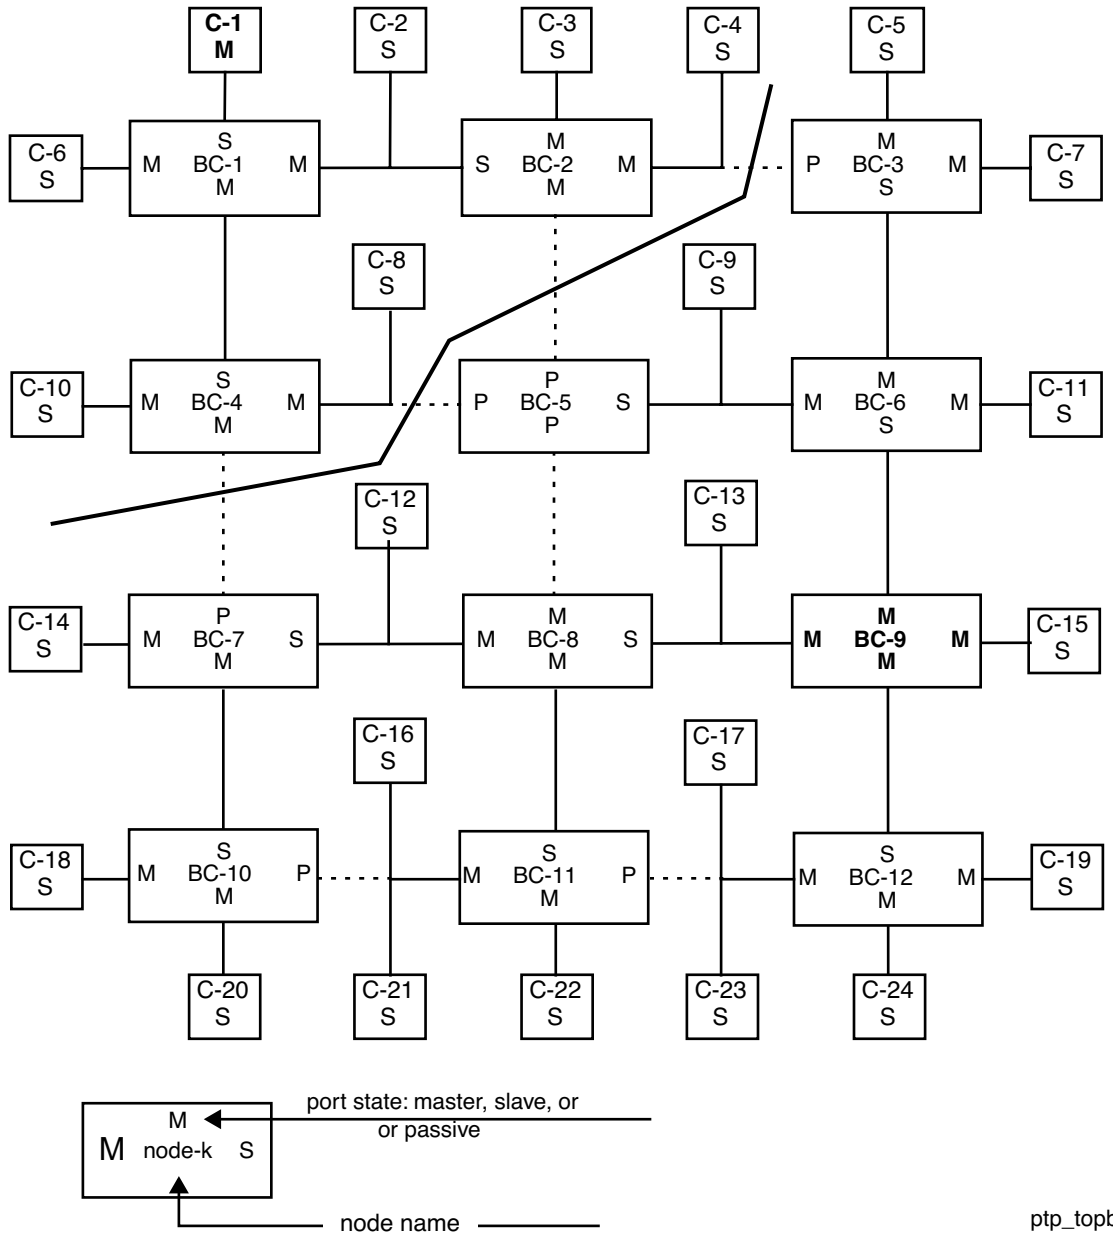 C-1
M
C-2
S
C-3
S
C-4
S
C-5
S
C-6
S
S
M BC-1 M
M
M
S BC-2 M
M
M
P BC-3 M
S
C-7
S
C-8
S
C-9
S
C-10
S
S
M BC-4 M
M
P
P BC-5 S
P
M
M BC-6 M
S
C-11
S
C-12
S
C-13
S
C-14
S
P
M BC-7 S
M
M
M BC-8 S
M
M
M BC-9 M
M
C-15
S
C-16
S
C-17
S
C-18
S
S
M BC-10 P
M
S
M BC-11 P
M
S
M BC-12 M
M
C-19
S
C-20
S
C-21
S
C-22
S
C-23
S
C-24
S
port state: master, slave, or
or passive
M
M node-k S
node name
ptp_topb